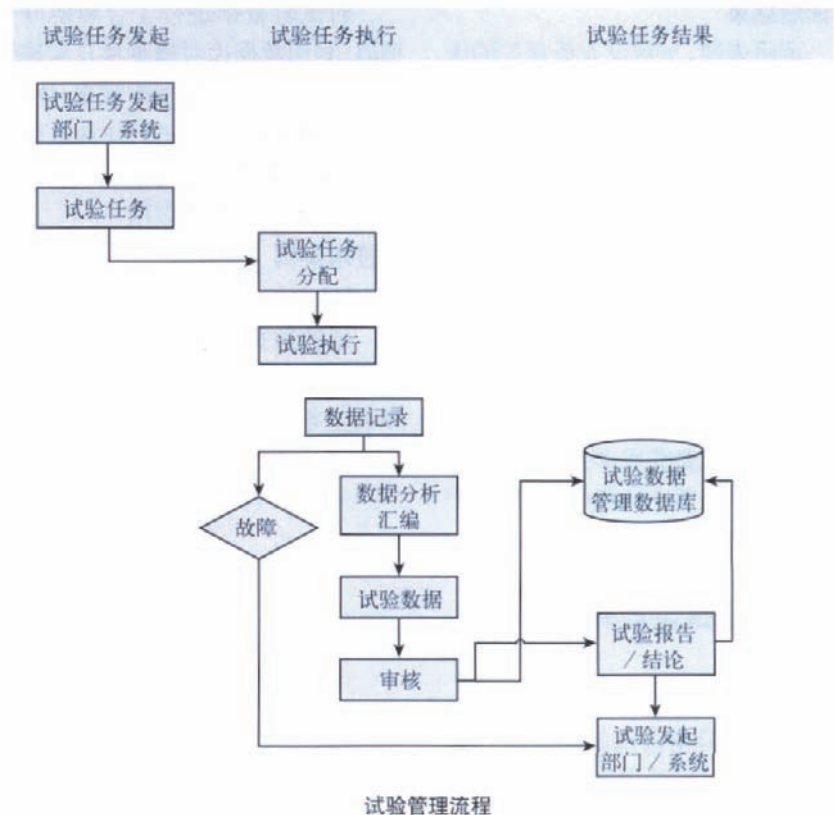 试验任务发起
试验任务执行
试验任务结果
试验任务发起
部门／系统
试验任务
试验任务
分配
试验执行
数据记录
故障
数据分析
汇编
试验数据
审核
试验数据
管理数据库
试验报告
／结论
试验发起
部门／系统
试验管理流程